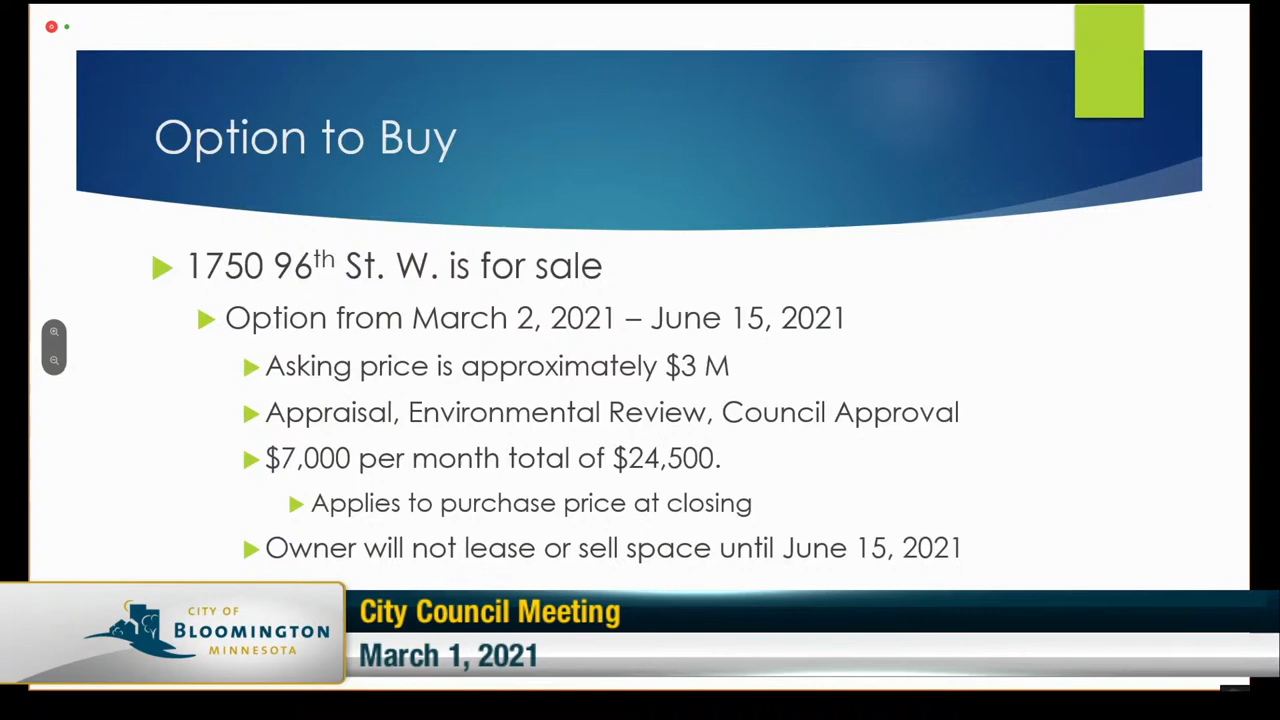 Option to Buy
1750 96th St. W. is for sale
Option from March 2, 2021 – June 15, 2021
Asking price is approximately $3 M
Appraisal, Environmental Review, Council Approval
$7,000 per month total of $24,500.
Applies to purchase price at closing
Owner will not lease or sell space until June 15, 2021
CITY OF
BLOOMINGTON
MINNESOTA
City Council Meeting
March 1, 2021